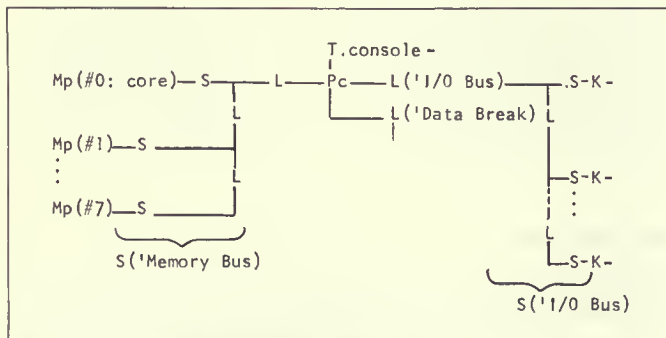 T.console-
Mp(#0: core)—S—L—Pc—L('I/O Bus)—.S-K-
L L('Data Break) L
Mp(#1)—S
L S-K-
Mp(#7)—S
L S-K-
S('Memory Bus)
S('I/O Bus)